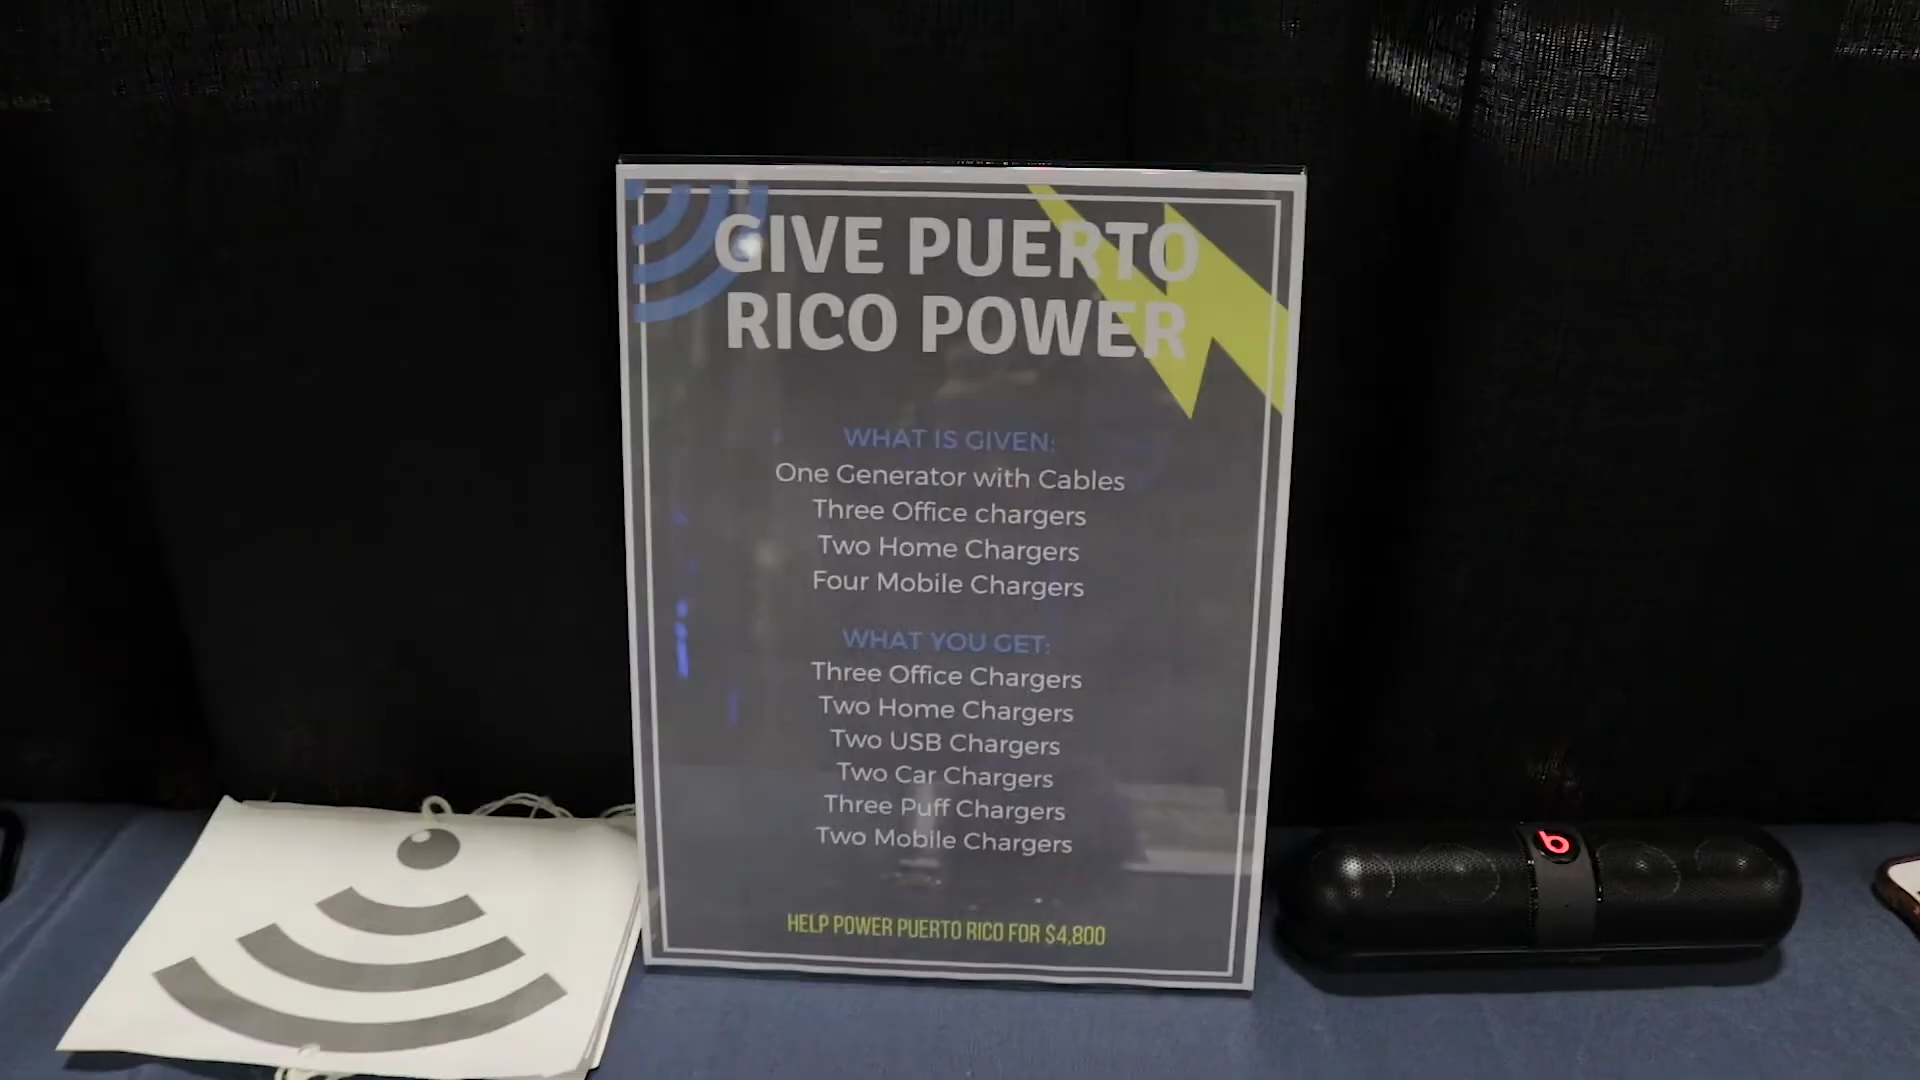 GIVE PUERTO
RICO POWER
WHAT IS GIVEN:
One Generator with Cables
Three Office chargers
Two Home Chargers
Four Mobile Chargers
WHAT YOU GET:
Three Office Chargers
Two Home Chargers
Two USB Chargers
Two Car Chargers
Three Puff Chargers
Two Mobile Chargers
HELP POWER PUERTO RICO FOR $4,800
b